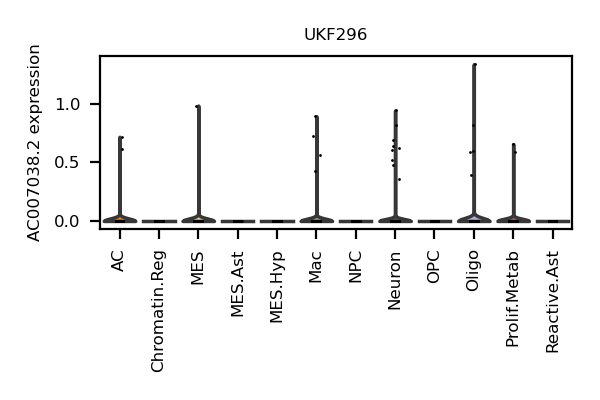 UKF296
AC007038.2 expression
1.0
0.5
0.0
AC
Chromatin.Reg
MES
MES.Ast
MES.Hyp
Mac
NPC
Neuron
OPC
Oligo
Prolif.Metab
Reactive.Ast